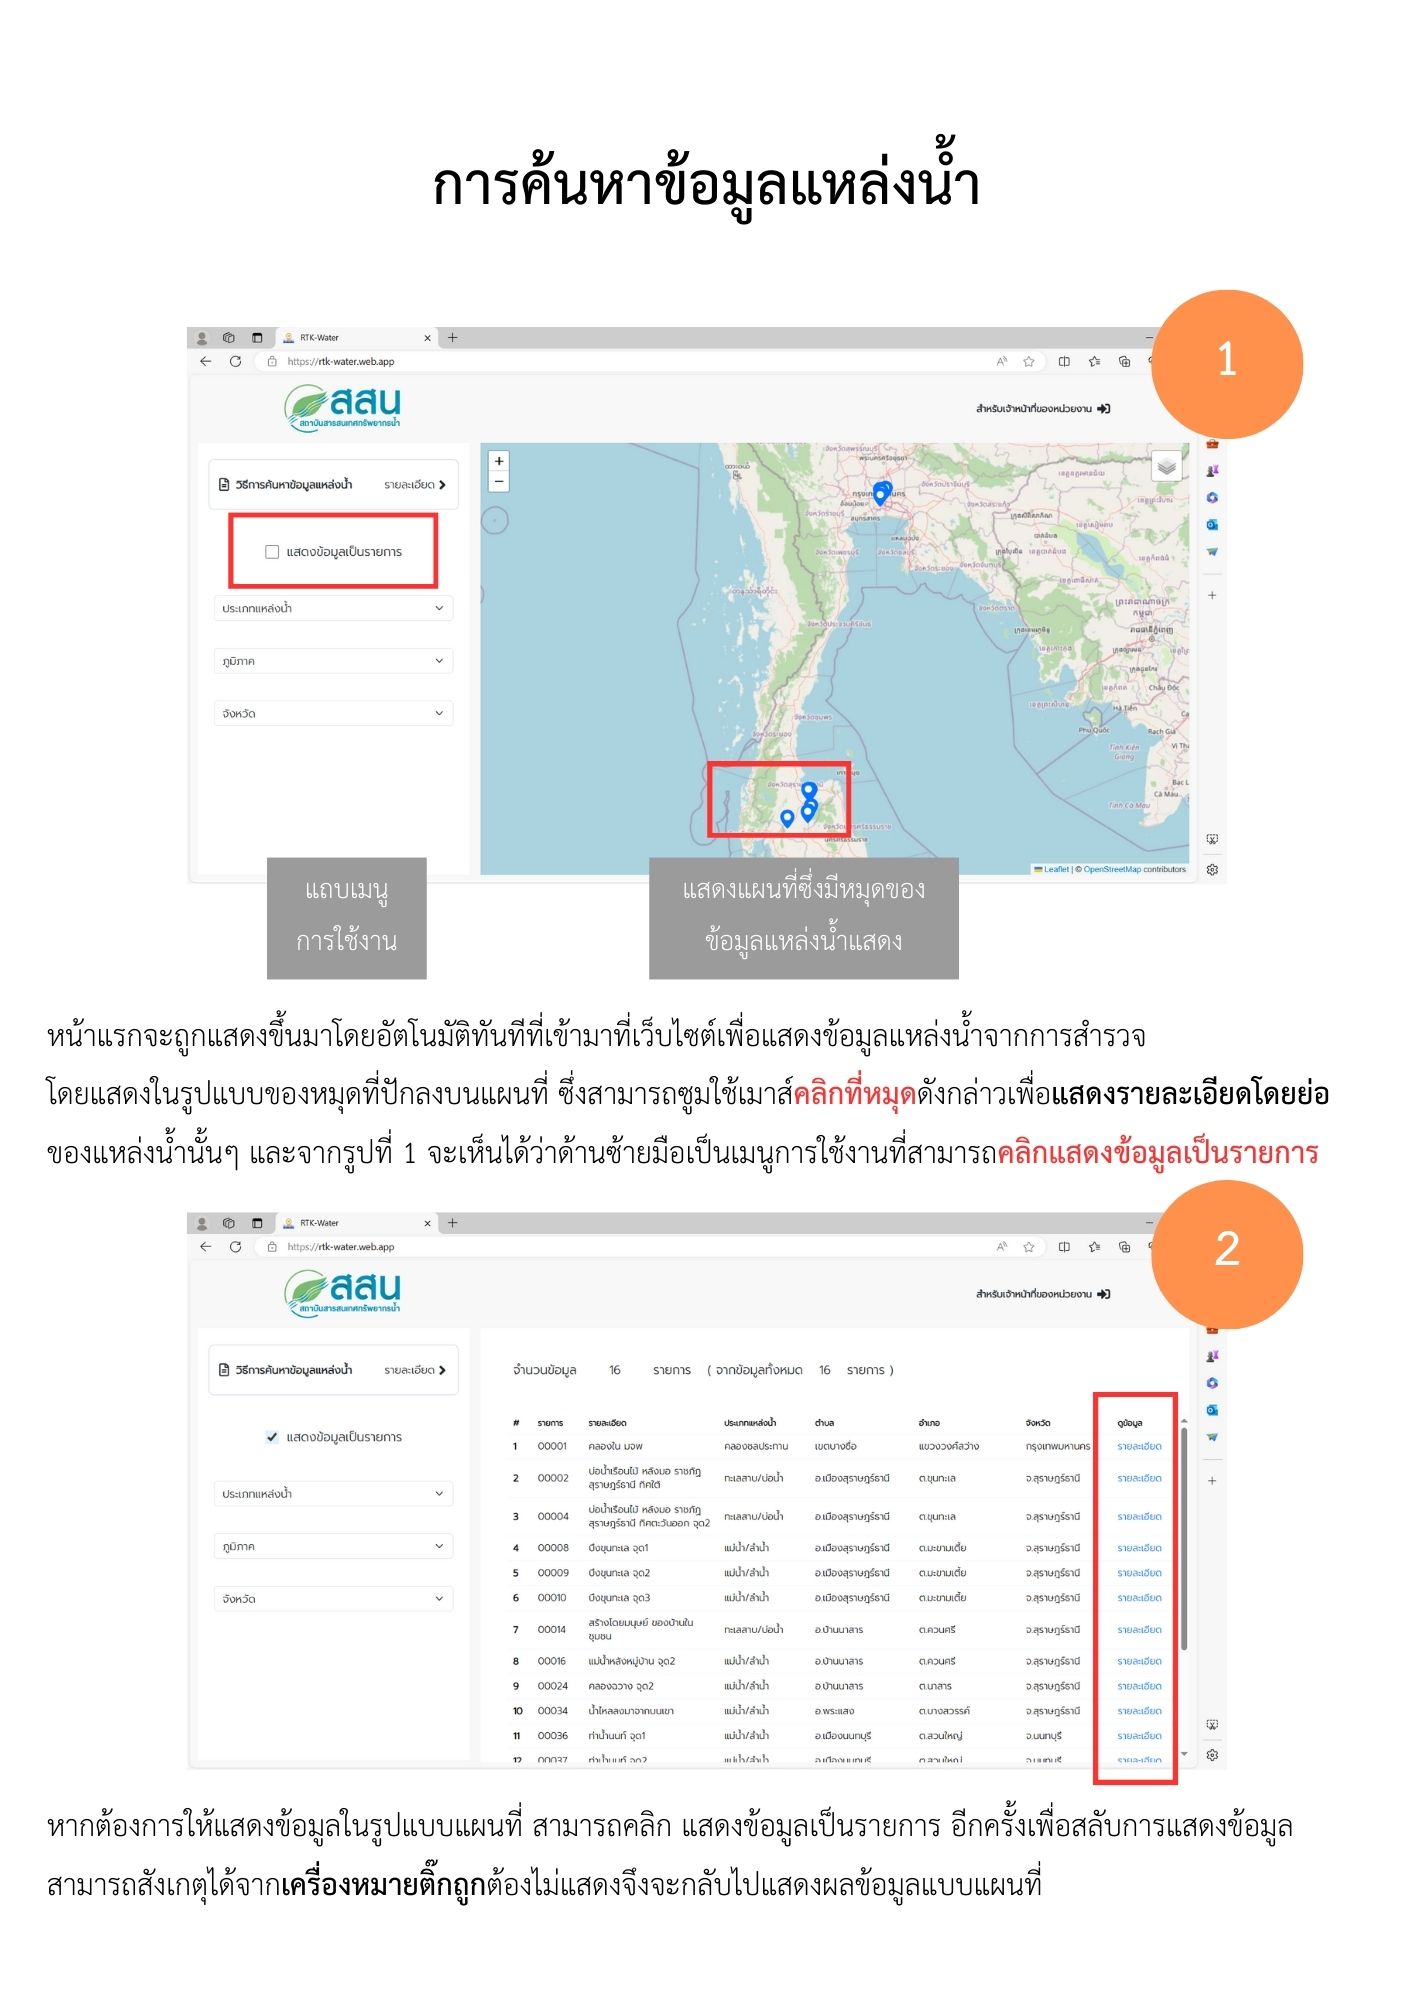 การค้นหาข้อมูลแหล่งน้ำ
1
RTK-Water
https://rtk-water.web.app
สสน
สถาบันสารสนเทศทรัพยากรน้ำ
สำหรับเจ้าหน้าที่ของหน่วยงาน
วิธีการค้นหาข้อมูลแหล่งน้ำ รายละเอียด
แสดงข้อมูลเป็นรายการ
ประเภทแหล่งน้ำ
ภูมิภาค
จังหวัด
+
−
Phú Quốc
Hà Tiên
Châu Đốc
Rạch Giá
Cà Mau
Leaflet | © OpenStreetMap contributors
แถบเมนู
การใช้งาน
แสดงแผนที่ซึ่งมีหมุดของ
ข้อมูลแหล่งน้ำแสดง
หน้าแรกจะถูกแสดงขึ้นมาโดยอัตโนมัติทันทีที่เข้ามาที่เว็บไซต์เพื่อแสดงข้อมูลแหล่งน้ำจากการสำรวจ
โดยแสดงในรูปแบบของหมุดที่ปักลงบนแผนที่ ซึ่งสามารถซูมใช้เมาส์คลิกที่หมุดดังกล่าวเพื่อแสดงรายละเอียดโดยย่อ
ของแหล่งน้ำนั้นๆ และจากรูปที่ 1 จะเห็นได้ว่าด้านซ้ายมือเป็นเมนูการใช้งานที่สามารถคลิกแสดงข้อมูลเป็นรายการ
2
RTK-Water
https://rtk-water.web.app
สสน
สถาบันสารสนเทศทรัพยากรน้ำ
สำหรับเจ้าหน้าที่ของหน่วยงาน
วิธีการค้นหาข้อมูลแหล่งน้ำ รายละเอียด
แสดงข้อมูลเป็นรายการ
ประเภทแหล่งน้ำ
ภูมิภาค
จังหวัด
จำนวนข้อมูล 16 รายการ ( จากข้อมูลทั้งหมด 16 รายการ )
# รายการ รายละเอียด ประเภทแหล่งน้ำ ตำบล อำเภอ จังหวัด ดูข้อมูล
1 00001 คลองใน มจพ คลองชลประทาน เขตบางซื่อ แขวงวงศ์สว่าง กรุงเทพมหานคร รายละเอียด
2 00002 บ่อน้ำเรือนไม้ หลังมอ ราชภัฏ สุราษฎร์ธานี ทิศใต้ ทะเลสาบ/บ่อน้ำ อ.เมืองสุราษฎร์ธานี ต.ขุนทะเล จ.สุราษฎร์ธานี รายละเอียด
3 00004 บ่อน้ำเรือนไม้ หลังมอ ราชภัฏ สุราษฎร์ธานี ทิศตะวันออก จุด2 ทะเลสาบ/บ่อน้ำ อ.เมืองสุราษฎร์ธานี ต.ขุนทะเล จ.สุราษฎร์ธานี รายละเอียด
4 00008 บึงขุนทะเล จุด1 แม่น้ำ/ลำน้ำ อ.เมืองสุราษฎร์ธานี ต.มะขามเตี้ย จ.สุราษฎร์ธานี รายละเอียด
5 00009 บึงขุนทะเล จุด2 แม่น้ำ/ลำน้ำ อ.เมืองสุราษฎร์ธานี ต.มะขามเตี้ย จ.สุราษฎร์ธานี รายละเอียด
6 00010 บึงขุนทะเล จุด3 แม่น้ำ/ลำน้ำ อ.เมืองสุราษฎร์ธานี ต.มะขามเตี้ย จ.สุราษฎร์ธานี รายละเอียด
7 00014 สร้างโดยมนุษย์ ของบ้านใน ชุมชน ทะเลสาบ/บ่อน้ำ อ.บ้านนาสาร ต.ควนศรี จ.สุราษฎร์ธานี รายละเอียด
8 00016 แม่น้ำหลังหมู่บ้าน จุด2 แม่น้ำ/ลำน้ำ อ.บ้านนาสาร ต.ควนศรี จ.สุราษฎร์ธานี รายละเอียด
9 00024 คลองฉวาง จุด2 แม่น้ำ/ลำน้ำ อ.บ้านนาสาร ต.นาสาร จ.สุราษฎร์ธานี รายละเอียด
10 00034 น้ำไหลลงมาจากบนเขา แม่น้ำ/ลำน้ำ อ.พระแสง ต.บางสวรรค์ จ.สุราษฎร์ธานี รายละเอียด
11 00036 ท่าน้ำนนท์ จุด1 แม่น้ำ/ลำน้ำ อ.เมืองนนทบุรี ต.สวนใหญ่ จ.นนทบุรี รายละเอียด
12 00037 ท่าน้ำนนท์ จุด2 แม่น้ำ/ลำน้ำ อ.เมืองนนทบุรี ต.สวนใหญ่ จ.นนทบุรี รายละเอียด
หากต้องการให้แสดงข้อมูลในรูปแบบแผนที่ สามารถคลิก แสดงข้อมูลเป็นรายการ อีกครั้งเพื่อสลับการแสดงข้อมูล
สามารถสังเกตุได้จากเครื่องหมายติ๊กถูกต้องไม่แสดงจึงจะกลับไปแสดงผลข้อมูลแบบแผนที่